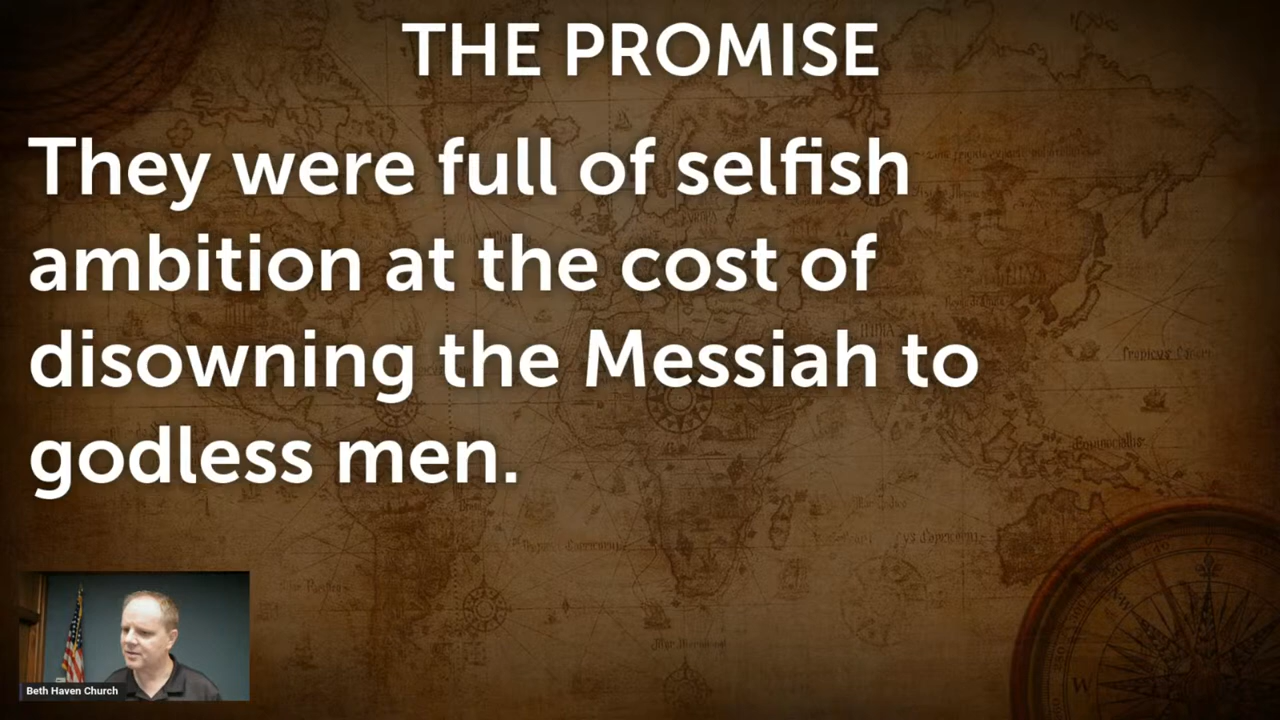 THE PROMISE
They were full of selfish
ambition at the cost of
disowning the Messiah to
godless men.
Beth Haven Church
W